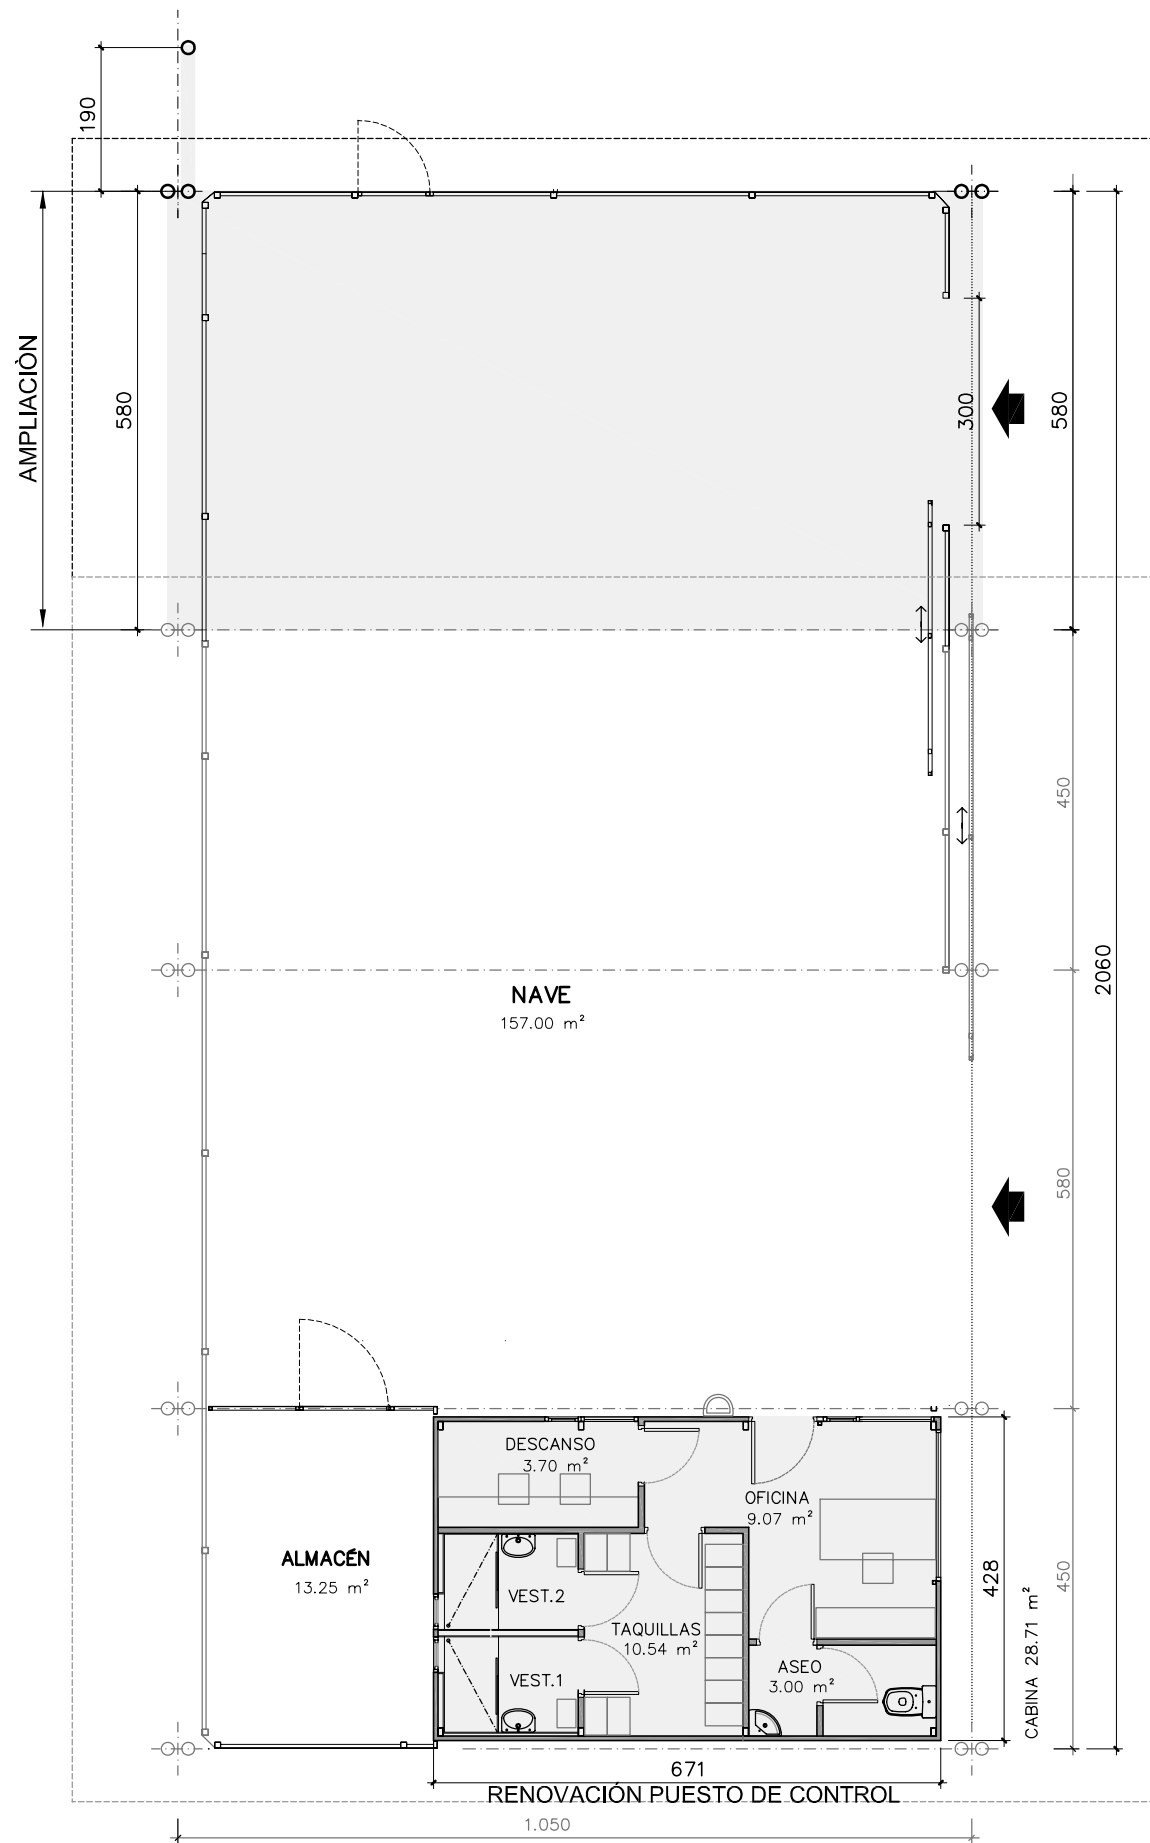 190
AMPLIACIÒN
580
300
580
450
2060
NAVE
157.00 m²
580
DESCANSO
3.70 m²
OFICINA
9.07 m²
ALMACÉN
13.25 m²
VEST.2
TAQUILLAS
10.54 m²
VEST.1
ASEO
3.00 m²
428
CABINA 28.71 m²
450
671
RENOVACIÓN PUESTO DE CONTROL
1.050